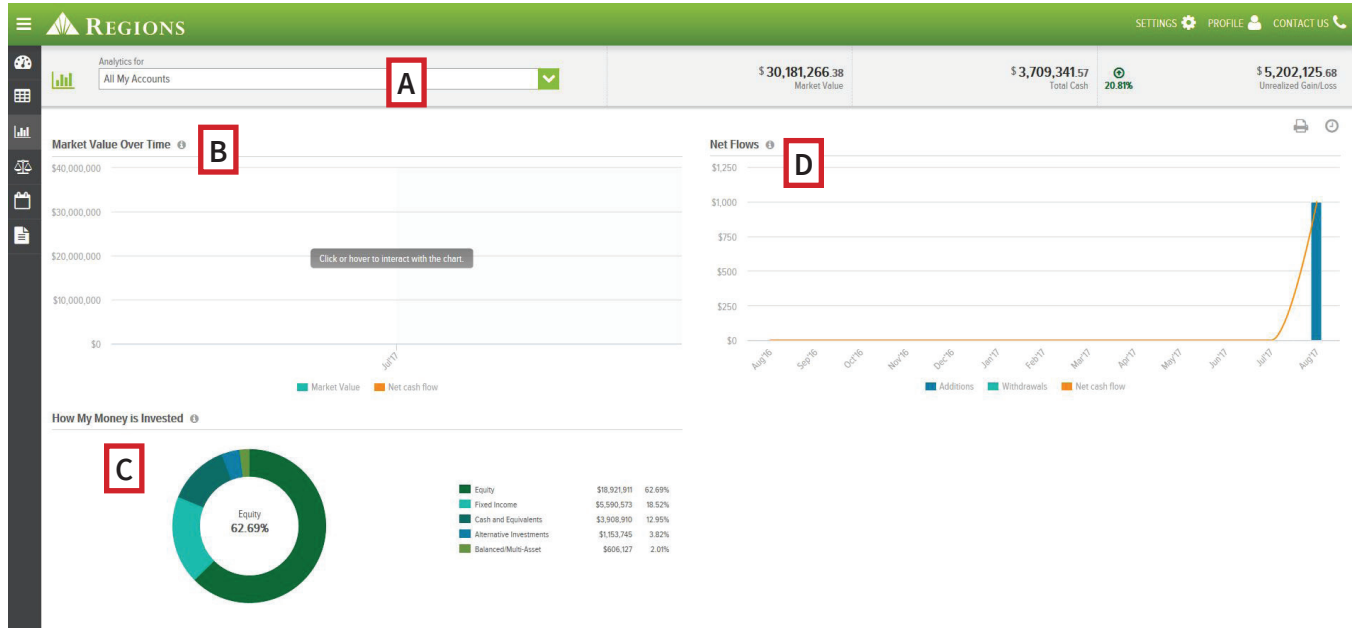 REGIONS
SETTINGS PROFILE CONTACT US
Analytics for
All My Accounts
A
$30,181,266.38
Market Value
$3,709,341.57
Total Cash
20.81%
$5,202,125.68
Unrealized Gain/Loss
Market Value Over Time
B
$40,000,000
$30,000,000
$20,000,000
$10,000,000
$0
Click or hover to interact with the chart.
Jul'17
Market Value Net cash flow
Net Flows
D
$1,250
$1,000
$750
$500
$250
$0
Aug'16 Sep'16 Oct'16 Nov'16 Dec'16 Jan'17 Feb'17 Mar'17 Apr'17 May'17 Jun'17 Jul'17 Aug'17
Additions Withdrawals Net cash flow
How My Money is Invested
C
Equity
62.69%
Equity $18,921,911 62.69%
Fixed Income $5,590,573 18.52%
Cash and Equivalents $3,908,910 12.95%
Alternative Investments $1,153,745 3.82%
Balanced/Multi-Asset $606,127 2.01%